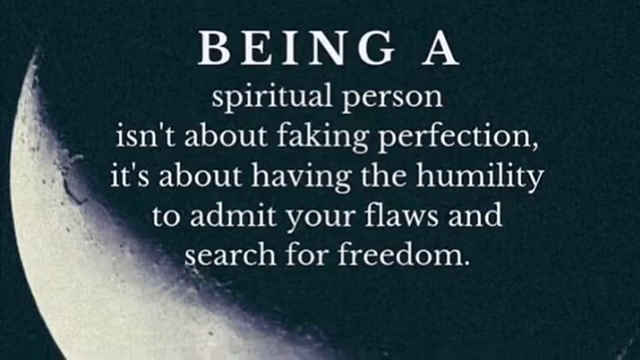 BEING A
spiritual person
isn't about faking perfection,
it's about having the humility
to admit your flaws and
search for freedom.